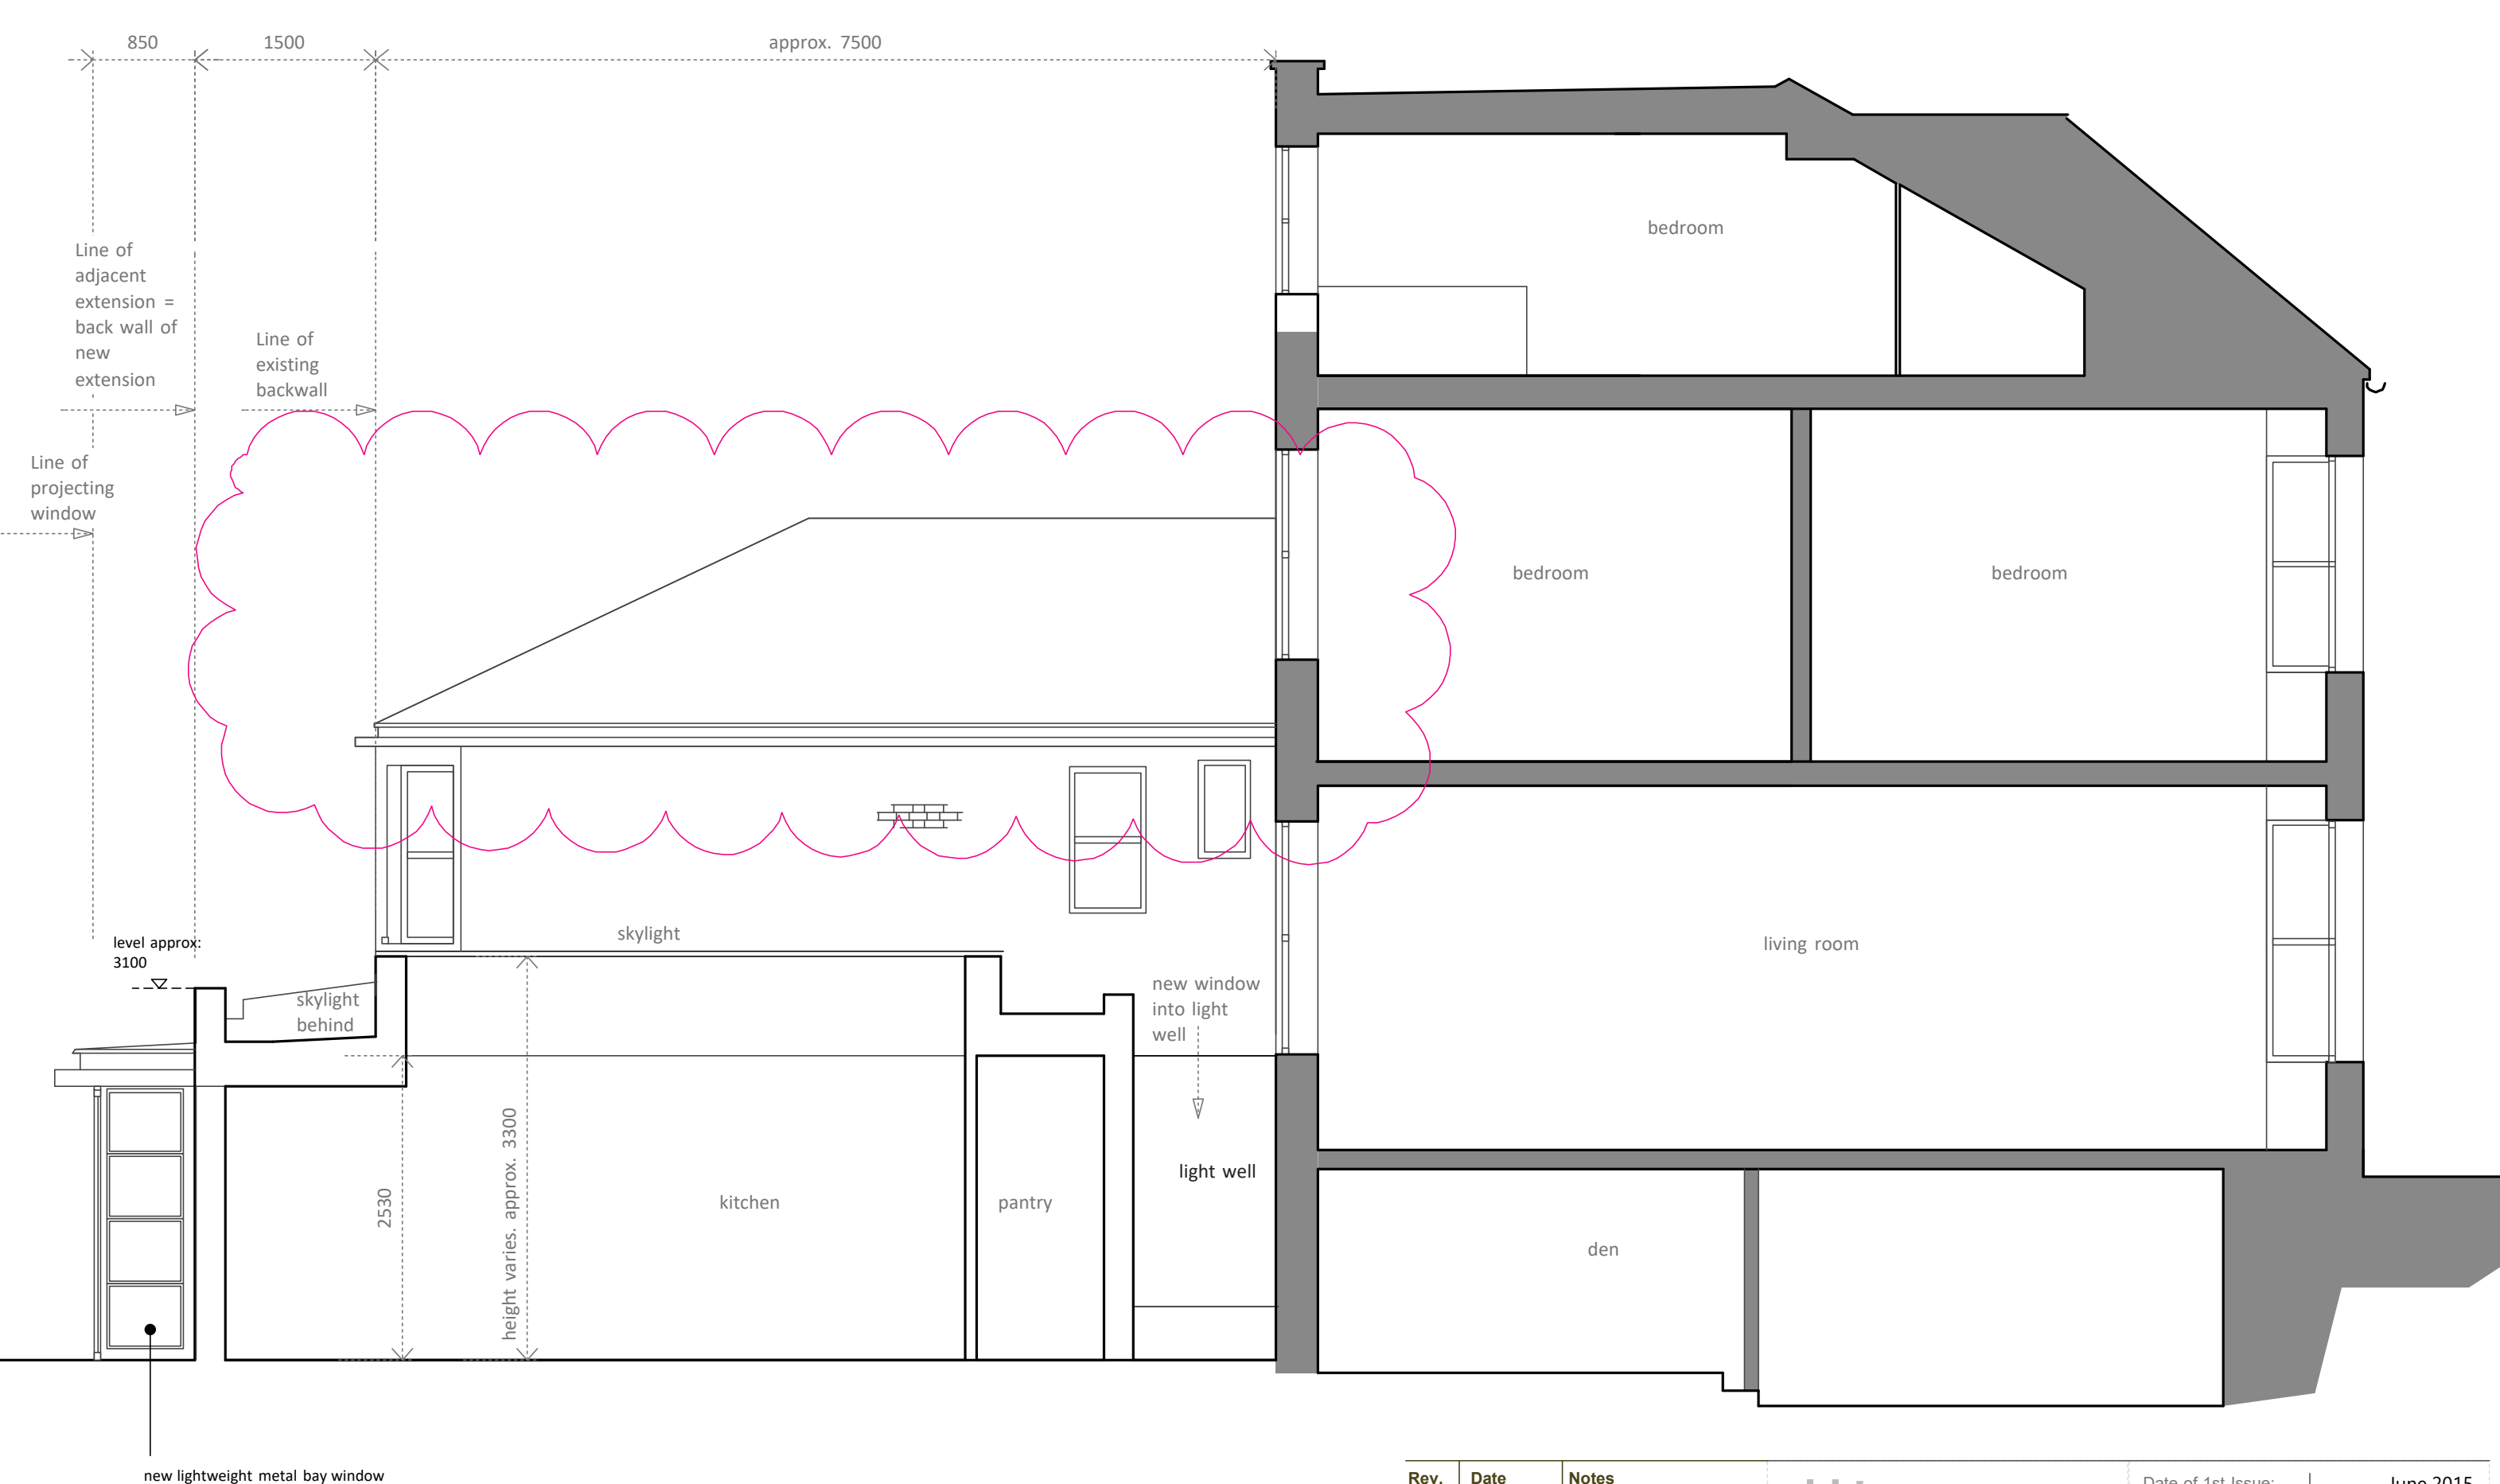 850
1500
approx. 7500
Line of
adjacent
extension =
back wall of
new
extension
Line of
existing
backwall
Line of
projecting
window
bedroom
bedroom
bedroom
living room
skylight
level approx:
3100
skylight
behind
new window
into light
well
light well
kitchen
pantry
den
2530
height varies. approx. 3300
new lightweight metal bay window
Rev.
Date
Notes
Date of 1st Issue:
June 2015